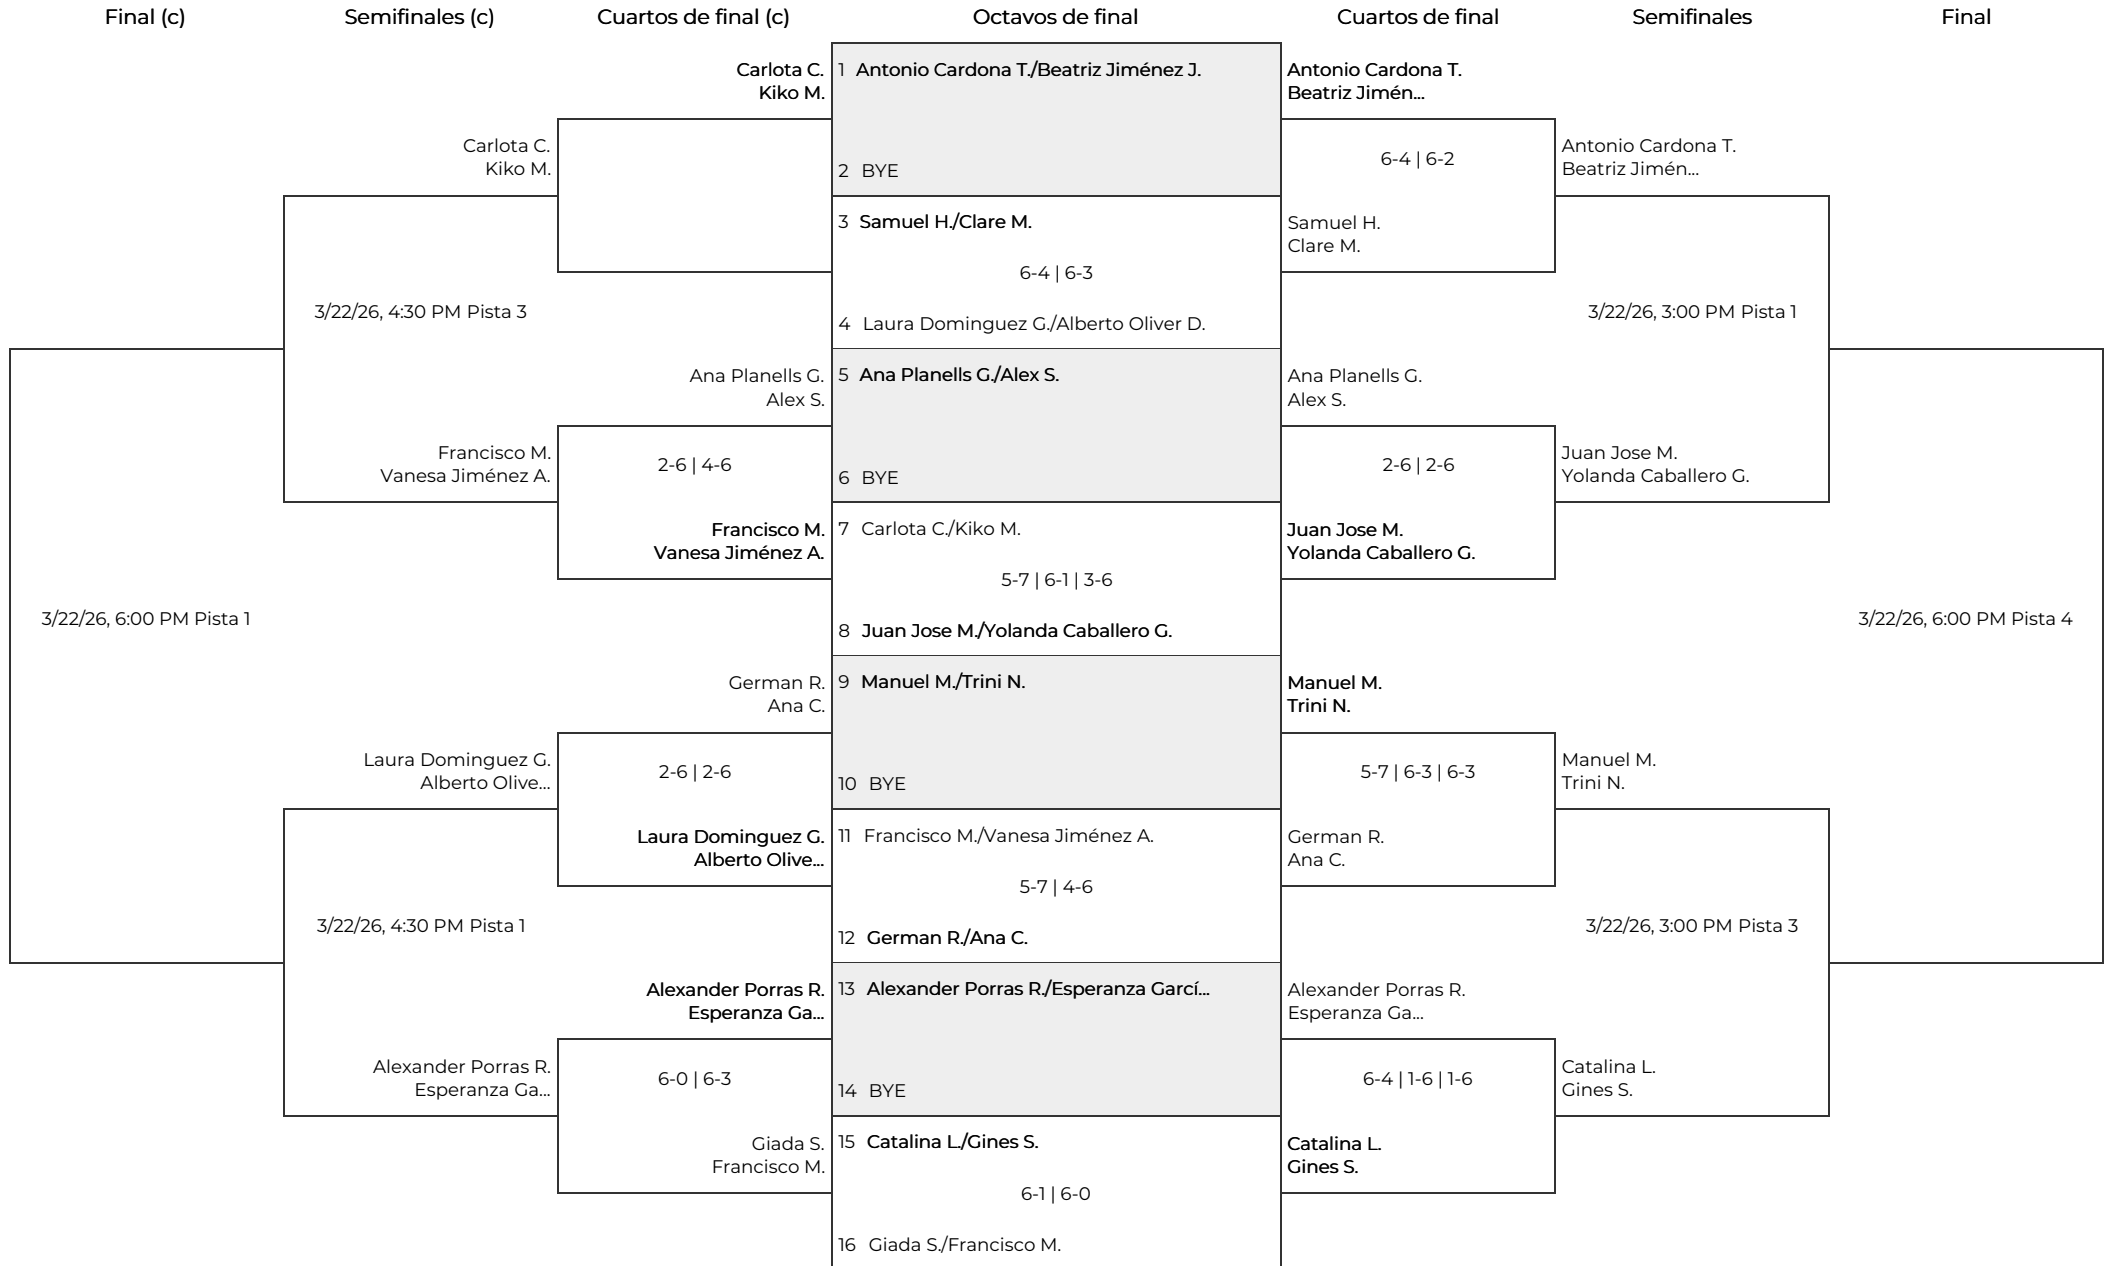 Final (c)
Semifinales (c)
Cuartos de final (c)
Octavos de final
Cuartos de final
Semifinales
Final
3/22/26, 6:00 PM Pista 1
Carlota C.
Kiko M.
3/22/26, 4:30 PM Pista 3
Francisco M.
Vanesa Jiménez A.
Laura Dominguez G.
Alberto Olive...
3/22/26, 4:30 PM Pista 1
Alexander Porras R.
Esperanza Ga...
Carlota C.
Kiko M.
Ana Planells G.
Alex S.
2-6 | 4-6
Francisco M.
Vanesa Jiménez A.
German R.
Ana C.
2-6 | 2-6
Laura Dominguez G.
Alberto Olive...
Alexander Porras R.
Esperanza Ga...
6-0 | 6-3
Giada S.
Francisco M.
1 Antonio Cardona T./Beatriz Jiménez J.
2 BYE
3 Samuel H./Clare M.
6-4 | 6-3
4 Laura Dominguez G./Alberto Oliver D.
5 Ana Planells G./Alex S.
6 BYE
7 Carlota C./Kiko M.
5-7 | 6-1 | 3-6
8 Juan Jose M./Yolanda Caballero G.
9 Manuel M./Trini N.
10 BYE
11 Francisco M./Vanesa Jiménez A.
5-7 | 4-6
12 German R./Ana C.
13 Alexander Porras R./Esperanza Garcí...
14 BYE
15 Catalina L./Gines S.
6-1 | 6-0
16 Giada S./Francisco M.
Antonio Cardona T.
Beatriz Jimén...
6-4 | 6-2
Samuel H.
Clare M.
Ana Planells G.
Alex S.
2-6 | 2-6
Juan Jose M.
Yolanda Caballero G.
Manuel M.
Trini N.
5-7 | 6-3 | 6-3
German R.
Ana C.
Alexander Porras R.
Esperanza Ga...
6-4 | 1-6 | 1-6
Catalina L.
Gines S.
Antonio Cardona T.
Beatriz Jimén...
3/22/26, 3:00 PM Pista 1
Juan Jose M.
Yolanda Caballero G.
Manuel M.
Trini N.
3/22/26, 3:00 PM Pista 3
Catalina L.
Gines S.
3/22/26, 6:00 PM Pista 4